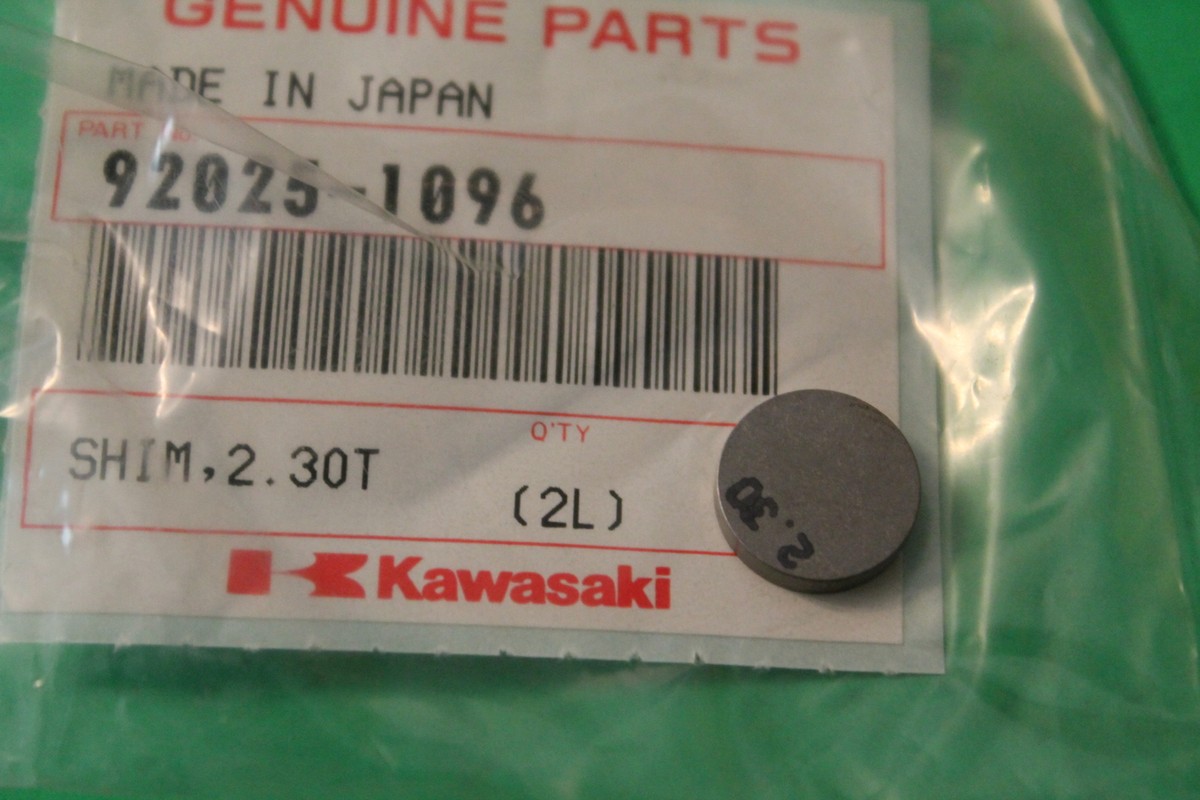 GENUINE PARTS
MADE IN JAPAN
PART No.
92025-1096
Q'TY
SHIM,2.30T
(2L)
2.30
Kawasaki